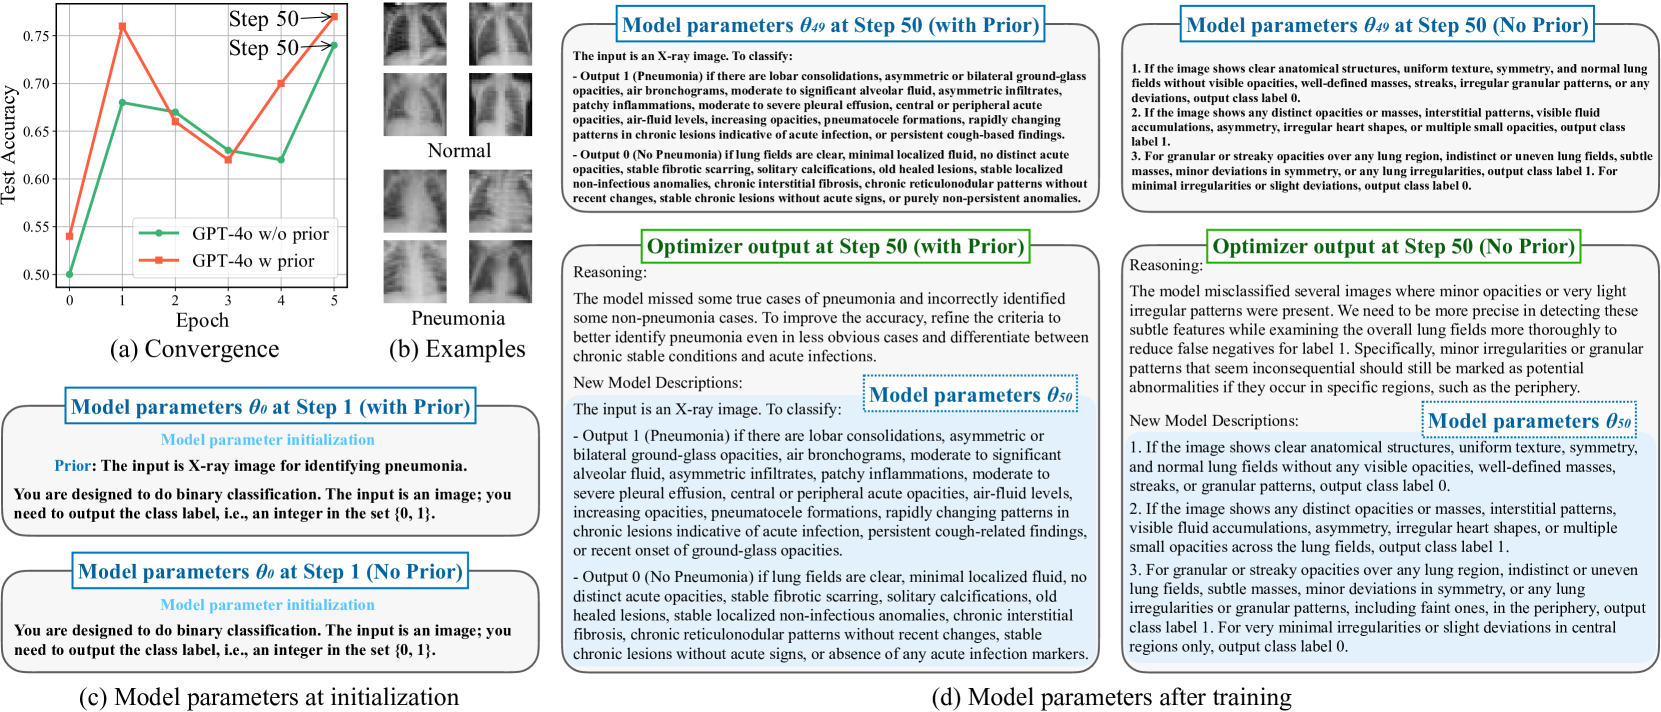 Test Accuracy
0.75
0.70
0.65
0.60
0.55
0.50
Step 50
Step 50
GPT-4o w/o prior
GPT-4o w prior
0
1
2
3
4
5
Epoch
(a) Convergence
Normal
Pneumonia
(b) Examples
Model parameters θ0 at Step 1 (with Prior)
Model parameter initialization
Prior: The input is X-ray image for identifying pneumonia.
You are designed to do binary classification. The input is an image; you
need to output the class label, i.e., an integer in the set {0, 1}.
Model parameters θ0 at Step 1 (No Prior)
Model parameter initialization
You are designed to do binary classification. The input is an image; you
need to output the class label, i.e., an integer in the set {0, 1}.
(c) Model parameters at initialization
Model parameters θ49 at Step 50 (with Prior)
The input is an X-ray image. To classify:
- Output 1 (Pneumonia) if there are lobar consolidations, asymmetric or bilateral ground-glass
opacities, air bronchograms, moderate to significant alveolar fluid, asymmetric infiltrates,
patchy inflammations, moderate to severe pleural effusion, central or peripheral acute
opacities, air-fluid levels, increasing opacities, pneumatocele formations, rapidly changing
patterns in chronic lesions indicative of acute infection, or persistent cough-based findings.
- Output 0 (No Pneumonia) if lung fields are clear, minimal localized fluid, no distinct acute
opacities, stable fibrotic scarring, solitary calcifications, old healed lesions, stable localized
non-infectious anomalies, chronic interstitial fibrosis, chronic reticulonodular patterns without
recent changes, stable chronic lesions without acute signs, or purely non-persistent anomalies.
Optimizer output at Step 50 (with Prior)
Reasoning:
The model missed some true cases of pneumonia and incorrectly identified
some non-pneumonia cases. To improve the accuracy, refine the criteria to
better identify pneumonia even in less obvious cases and differentiate between
chronic stable conditions and acute infections.
New Model Descriptions:
Model parameters θ50
The input is an X-ray image. To classify:
- Output 1 (Pneumonia) if there are lobar consolidations, asymmetric or
bilateral ground-glass opacities, air bronchograms, moderate to significant
alveolar fluid, asymmetric infiltrates, patchy inflammations, moderate to
severe pleural effusion, central or peripheral acute opacities, air-fluid levels,
increasing opacities, pneumatocele formations, rapidly changing patterns in
chronic lesions indicative of acute infection, persistent cough-related findings,
or recent onset of ground-glass opacities.
- Output 0 (No Pneumonia) if lung fields are clear, minimal localized fluid, no
distinct acute opacities, stable fibrotic scarring, solitary calcifications, old
healed lesions, stable localized non-infectious anomalies, chronic interstitial
fibrosis, chronic reticulonodular patterns without recent changes, stable
chronic lesions without acute signs, or absence of any acute infection markers.
Model parameters θ49 at Step 50 (No Prior)
1. If the image shows clear anatomical structures, uniform texture, symmetry, and normal lung
fields without visible opacities, well-defined masses, streaks, irregular granular patterns, or any
deviations, output class label 0.
2. If the image shows any distinct opacities or masses, interstitial patterns, visible fluid
accumulations, asymmetry, irregular heart shapes, or multiple small opacities, output class
label 1.
3. For granular or streaky opacities over any lung region, indistinct or uneven lung fields, subtle
masses, minor deviations in symmetry, or any lung irregularities, output class label 1. For
minimal irregularities or slight deviations, output class label 0.
Optimizer output at Step 50 (No Prior)
Reasoning:
The model misclassified several images where minor opacities or very light
irregular patterns were present. We need to be more precise in detecting these
subtle features while examining the overall lung fields more thoroughly to
reduce false negatives for label 1. Specifically, minor irregularities or granular
patterns that seem inconsequential should still be marked as potential
abnormalities if they occur in specific regions, such as the periphery.
New Model Descriptions:
Model parameters θ50
1. If the image shows clear anatomical structures, uniform texture, symmetry,
and normal lung fields without any visible opacities, well-defined masses,
streaks, or granular patterns, output class label 0.
2. If the image shows any distinct opacities or masses, interstitial patterns,
visible fluid accumulations, asymmetry, irregular heart shapes, or multiple
small opacities across the lung fields, output class label 1.
3. For granular or streaky opacities over any lung region, indistinct or uneven
lung fields, subtle masses, minor deviations in symmetry, or any lung
irregularities or granular patterns, including faint ones, in the periphery, output
class label 1. For very minimal irregularities or slight deviations in central
regions only, output class label 0.
(d) Model parameters after training